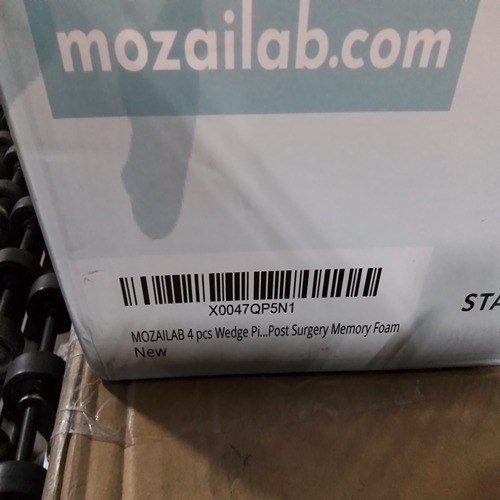 mozailab.com
X0047QP5N1
MOZAILAB 4 pcs Wedge Pi...Post Surgery Memory Foam
New
STA